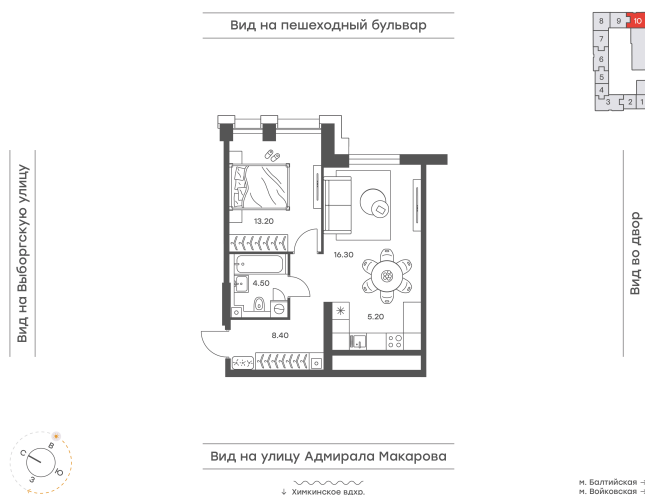 Вид на пешеходный бульвар
8 9 10
7
6
5
4
3 2 1
Вид на Выборгскую улицу
Вид во двор
13.20
16.30
4.50
5.20
8.40
Вид на улицу Адмирала Макарова
↓ Химкинское вдхр.
С В Ю З
м. Балтийская →
м. Войковская →